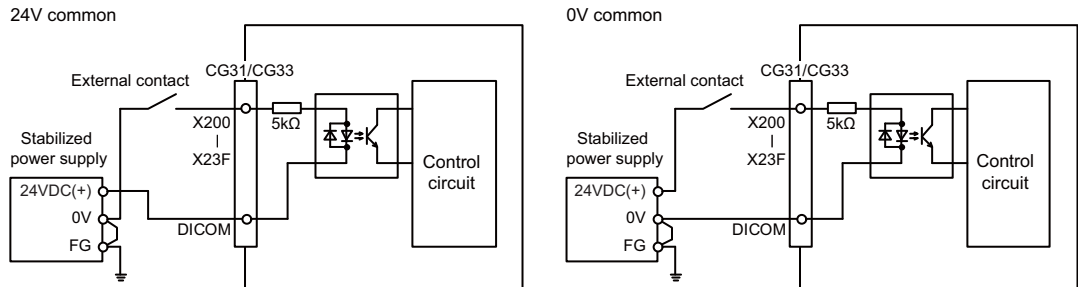 24V common
CG31/CG33
External contact
X200
|
X23F
5kΩ
Stabilized
power supply
24VDC(+)
0V
FG
DICOM
Control
circuit
0V common
CG31/CG33
External contact
X200
|
X23F
5kΩ
Stabilized
power supply
24VDC(+)
0V
FG
DICOM
Control
circuit